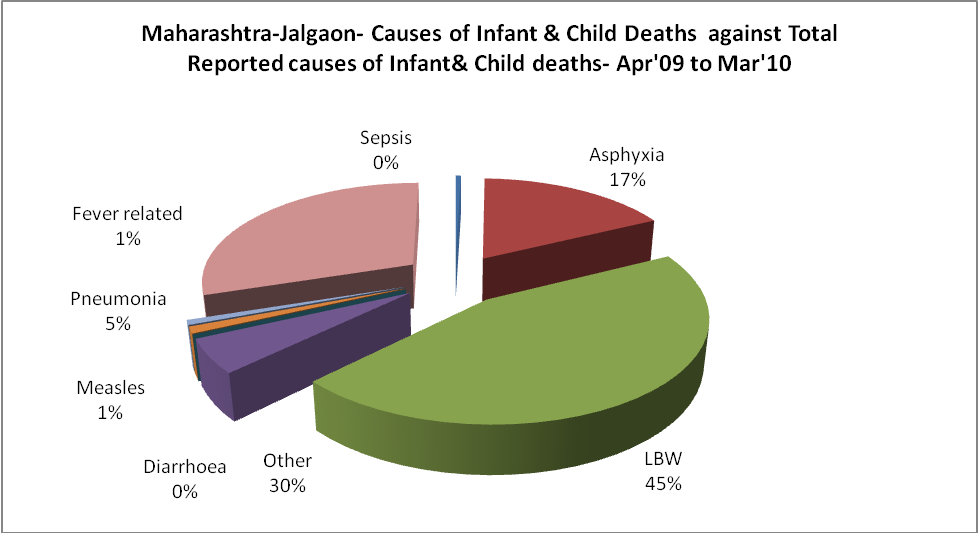 Maharashtra-Jalgaon- Causes of Infant & Child Deaths  against Total
Reported causes of Infant& Child deaths- Apr'09 to Mar'10
Sepsis
0%
Asphyxia
17%
Fever related
1%
Pneumonia
5%
Measles
1%
Diarrhoea
0%
Other
30%
LBW
45%